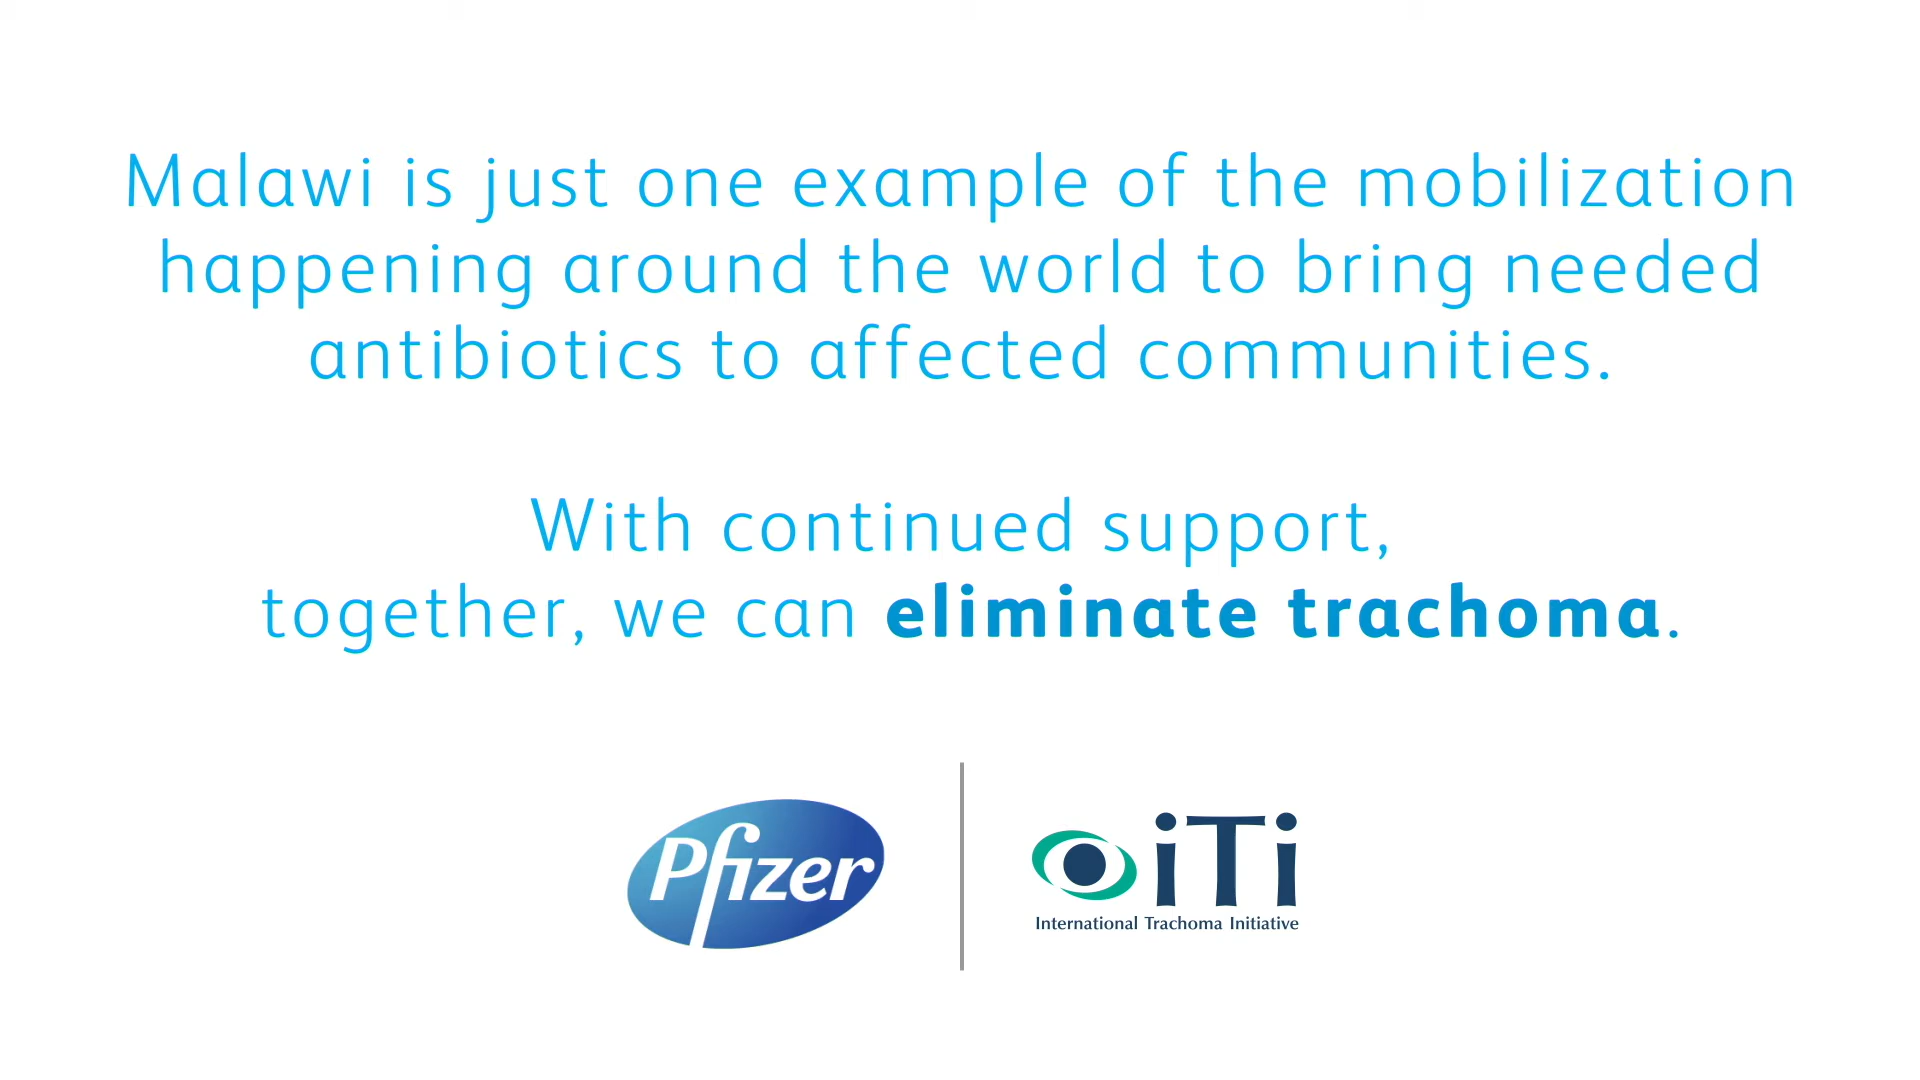 Malawi is just one example of the mobilization
happening around the world to bring needed
antibiotics to affected communities.
With continued support,
together, we can eliminate trachoma.
Pfizer
iTi
International Trachoma Initiative